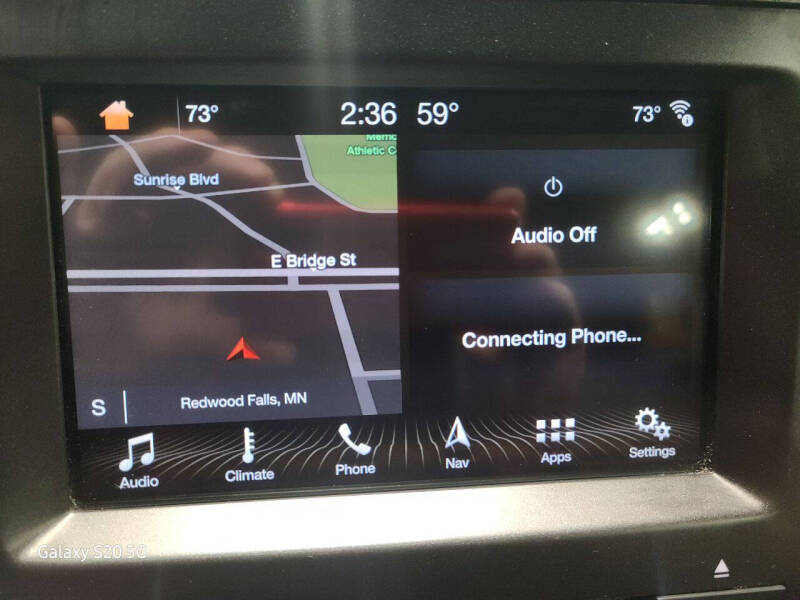 73° 2:36 59° 73°
Athletic C
Sunrise Blvd
E Bridge St
Audio Off
Connecting Phone...
S
Redwood Falls, MN
Audio Climate Phone Nav Apps Settings
Galaxy S20 5G